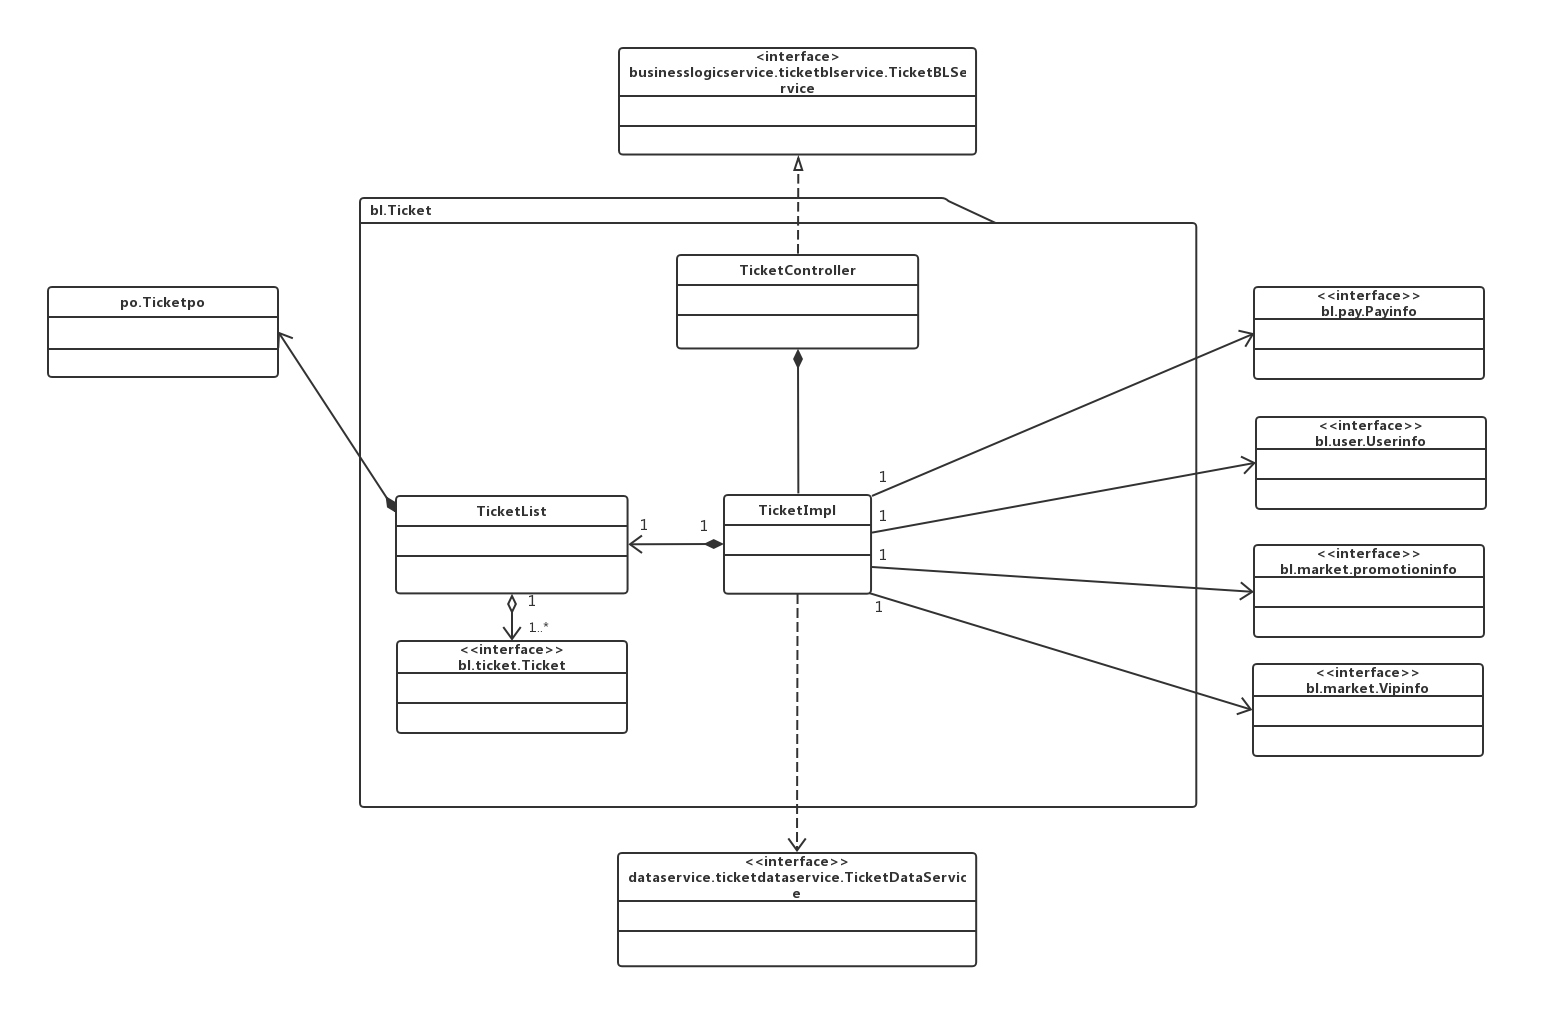 <interface>
businesslogicservice.ticketblservice.TicketBLSe
rvice
bl.Ticket
TicketController
po.Ticketpo
<<interface>>
bl.pay.Payinfo
<<interface>>
bl.user.Userinfo
1
TicketList
1
1
TicketImpl
1
1
<<interface>>
bl.market.promotioninfo
1
1
1..*
1
<<interface>>
bl.ticket.Ticket
<<interface>>
bl.market.Vipinfo
<<interface>>
dataservice.ticketdataservice.TicketDataServic
e